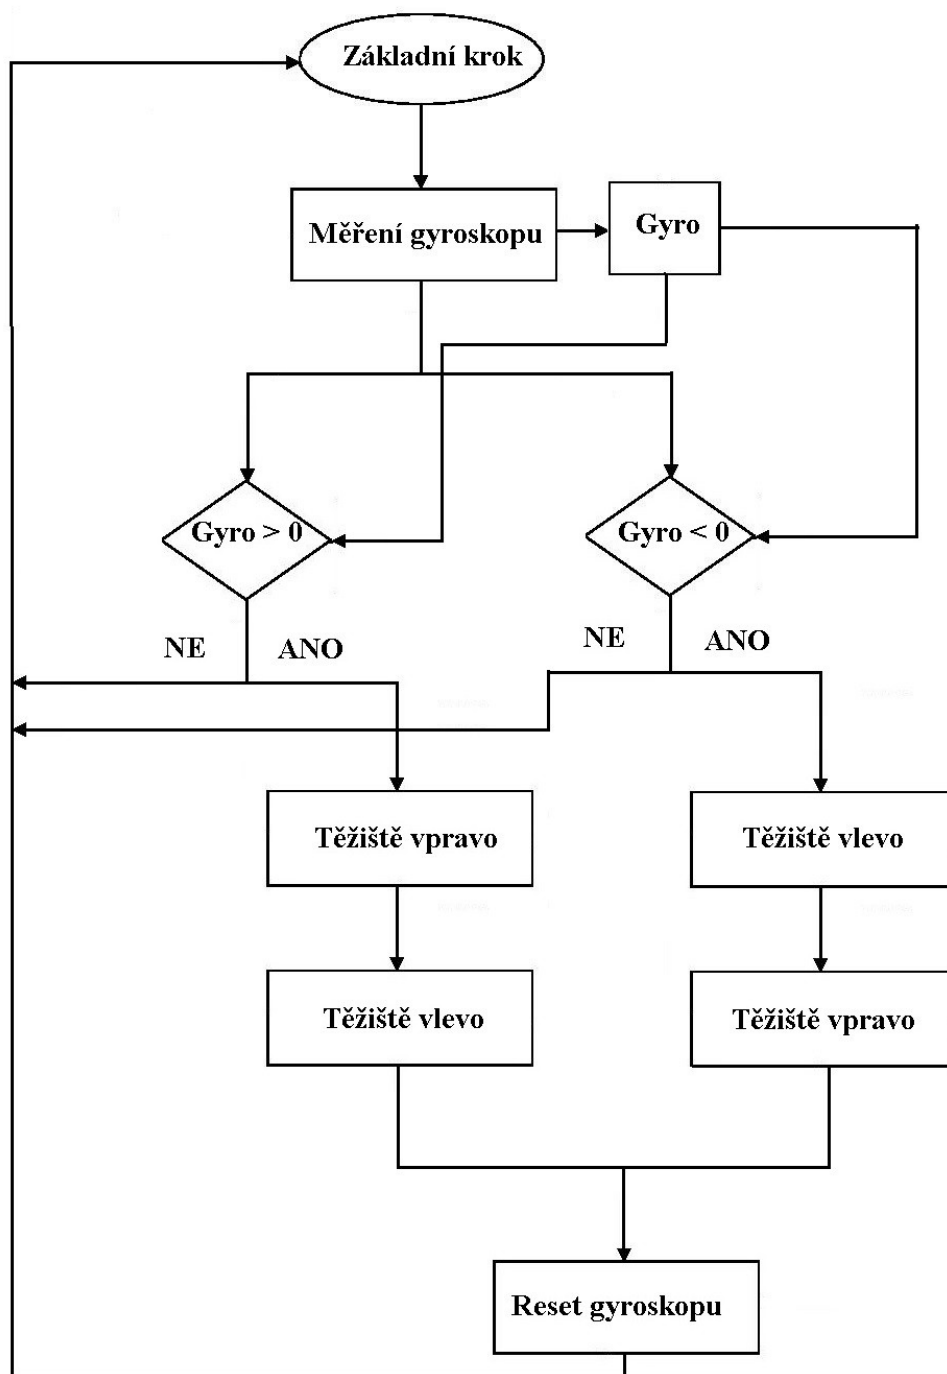 Základní krok
Měření gyroskopu
Gyro
Gyro > 0
Gyro < 0
NE
ANO
NE
ANO
Těžiště vpravo
Těžiště vlevo
Těžiště vlevo
Těžiště vpravo
Reset gyroskopu